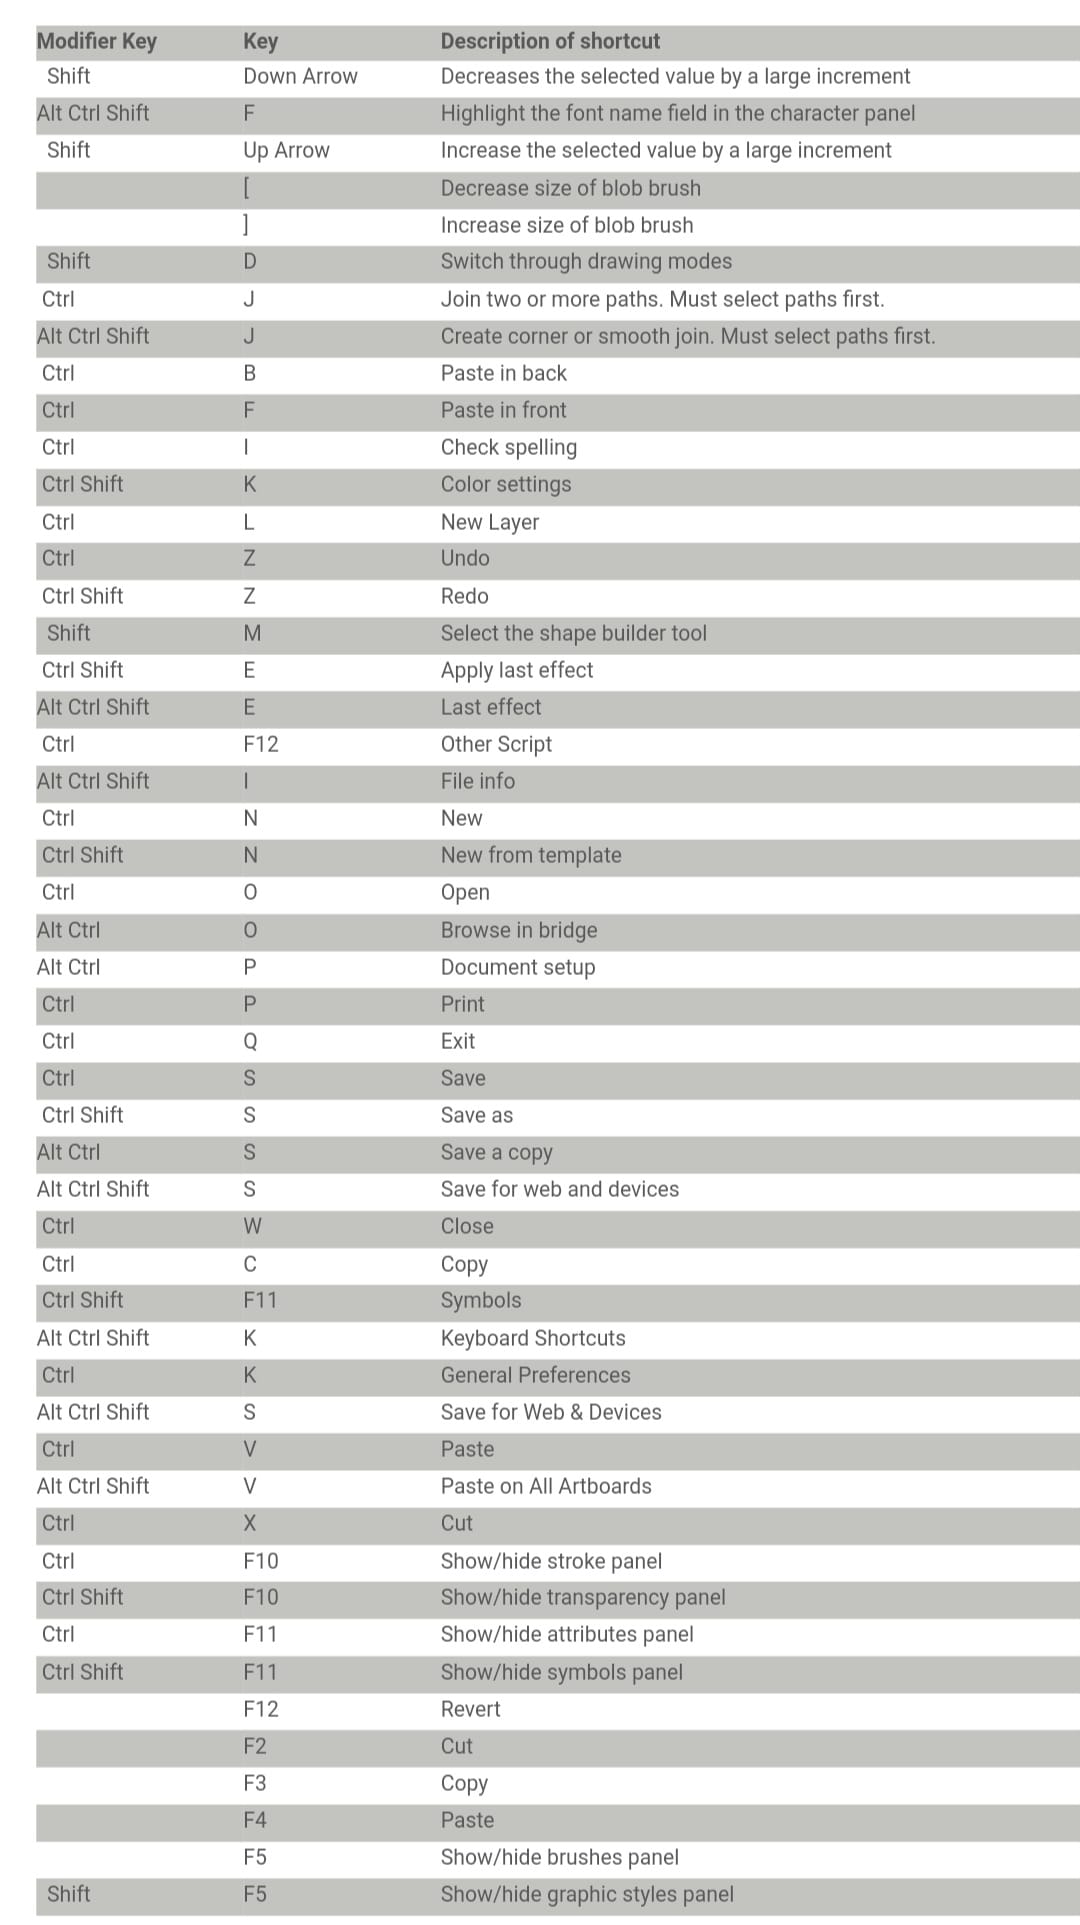 Modifier Key Key Description of shortcut
Shift Down Arrow Decreases the selected value by a large increment
Alt Ctrl Shift F Highlight the font name field in the character panel
Shift Up Arrow Increase the selected value by a large increment
[ Decrease size of blob brush
] Increase size of blob brush
Shift D Switch through drawing modes
Ctrl J Join two or more paths. Must select paths first.
Alt Ctrl Shift J Create corner or smooth join. Must select paths first.
Ctrl B Paste in back
Ctrl F Paste in front
Ctrl I Check spelling
Ctrl Shift K Color settings
Ctrl L New Layer
Ctrl Z Undo
Ctrl Shift Z Redo
Shift M Select the shape builder tool
Ctrl Shift E Apply last effect
Alt Ctrl Shift E Last effect
Ctrl F12 Other Script
Alt Ctrl Shift I File info
Ctrl N New
Ctrl Shift N New from template
Ctrl O Open
Alt Ctrl O Browse in bridge
Alt Ctrl P Document setup
Ctrl P Print
Ctrl Q Exit
Ctrl S Save
Ctrl Shift S Save as
Alt Ctrl S Save a copy
Alt Ctrl Shift S Save for web and devices
Ctrl W Close
Ctrl C Copy
Ctrl Shift F11 Symbols
Alt Ctrl Shift K Keyboard Shortcuts
Ctrl K General Preferences
Alt Ctrl Shift S Save for Web & Devices
Ctrl V Paste
Alt Ctrl Shift V Paste on All Artboards
Ctrl X Cut
Ctrl F10 Show/hide stroke panel
Ctrl Shift F10 Show/hide transparency panel
Ctrl F11 Show/hide attributes panel
Ctrl Shift F11 Show/hide symbols panel
F12 Revert
F2 Cut
F3 Copy
F4 Paste
F5 Show/hide brushes panel
Shift F5 Show/hide graphic styles panel